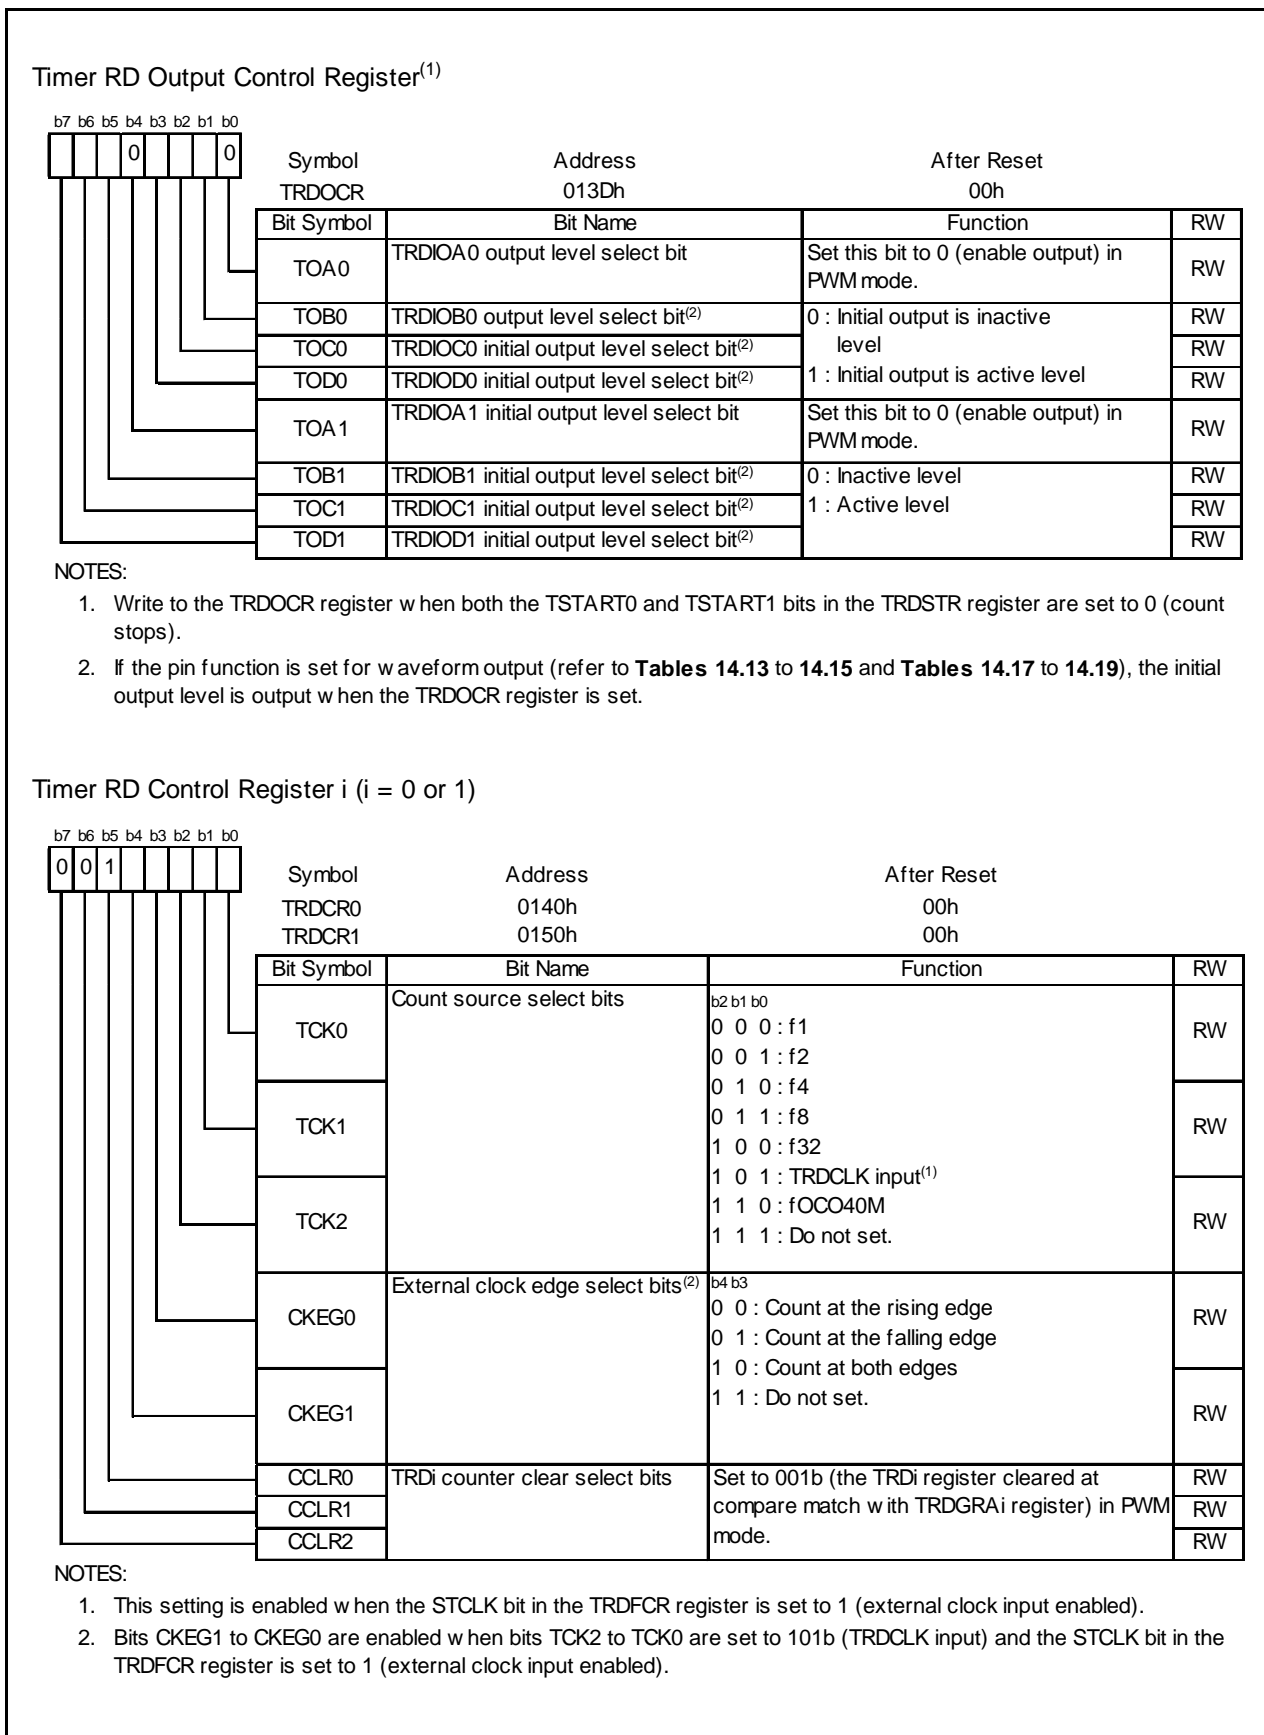 Timer RD Output Control Register(1)
b7 b6 b5 b4 b3 b2 b1 b0
0 0
Symbol Address After Reset
TRDOCR 013Dh 00h
Bit Symbol Bit Name Function RW
TOA0 TRDIOA0 output level select bit Set this bit to 0 (enable output) in PWM mode. RW
TOB0 TRDIOB0 output level select bit(2) 0 : Initial output is inactive RW
TOC0 TRDIOC0 initial output level select bit(2) level RW
TOD0 TRDIOD0 initial output level select bit(2) 1 : Initial output is active level RW
TOA1 TRDIOA1 initial output level select bit Set this bit to 0 (enable output) in PWM mode. RW
TOB1 TRDIOB1 initial output level select bit(2) 0 : Inactive level RW
TOC1 TRDIOC1 initial output level select bit(2) 1 : Active level RW
TOD1 TRDIOD1 initial output level select bit(2) RW
NOTES:
1. Write to the TRDOCR register when both the TSTART0 and TSTART1 bits in the TRDSTR register are set to 0 (count
stops).
2. If the pin function is set for waveform output (refer to Tables 14.13 to 14.15 and Tables 14.17 to 14.19), the initial
output level is output when the TRDOCR register is set.
Timer RD Control Register i (i = 0 or 1)
b7 b6 b5 b4 b3 b2 b1 b0
0 0 1
Symbol Address After Reset
TRDCR0 0140h 00h
TRDCR1 0150h 00h
Bit Symbol Bit Name Function RW
TCK0 Count source select bits b2 b1 b0 RW
0 0 0 : f1
0 0 1 : f2
0 1 0 : f4
TCK1 0 1 1 : f8 RW
1 0 0 : f32
1 0 1 : TRDCLK input(1)
TCK2 1 1 0 : fOCO40M RW
1 1 1 : Do not set.
CKEG0 External clock edge select bits(2) b4 b3 RW
0 0 : Count at the rising edge
0 1 : Count at the falling edge
1 0 : Count at both edges
CKEG1 1 1 : Do not set. RW
CCLR0 TRDi counter clear select bits Set to 001b (the TRDi register cleared at RW
CCLR1 compare match with TRDGRAi register) in PWM RW
CCLR2 mode. RW
NOTES:
1. This setting is enabled when the STCLK bit in the TRDFCR register is set to 1 (external clock input enabled).
2. Bits CKEG1 to CKEG0 are enabled when bits TCK2 to TCK0 are set to 101b (TRDCLK input) and the STCLK bit in the
TRDFCR register is set to 1 (external clock input enabled).